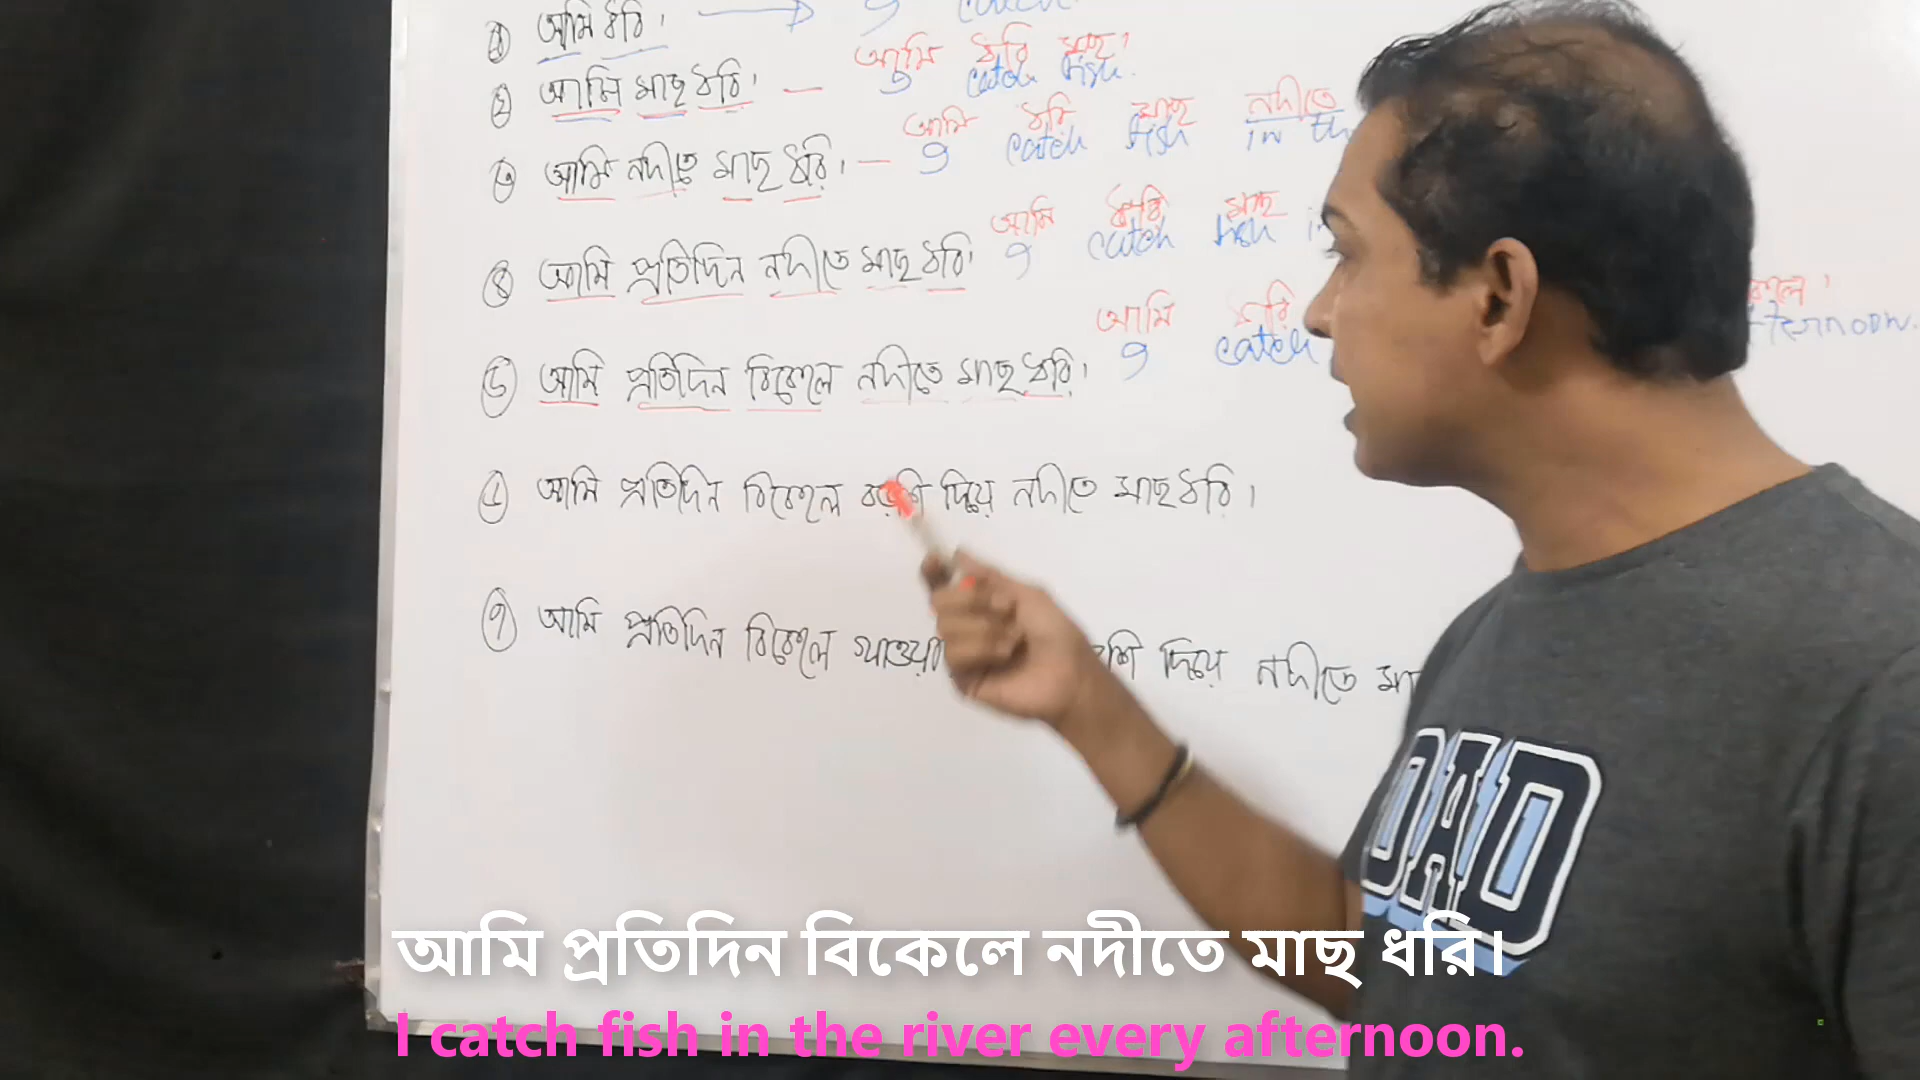 ১ আমি ধরি। → I catch
২ আমি মাছ ধরি। — আমি ধরি মাছ।
I catch fish.
৩ আমি নদীতে মাছ ধরি। — আমি ধরি মাছ নদীতে
I catch fish in the
৪ আমি প্রতিদিন নদীতে মাছ ধরি। আমি ধরি মাছ
I catch fish
৫ আমি প্রতিদিন বিকেলে নদীতে মাছ ধরি। আমি ধরি
I catch afternoon.
৬ আমি প্রতিদিন বিকেলে বড়শি দিয়ে নদীতে মাছ ধরি।
৭ আমি প্রতিদিন বিকেলে দিয়ে নদীতে
DAD
আমি প্রতিদিন বিকেলে নদীতে মাছ ধরি।
I catch fish in the river every afternoon.